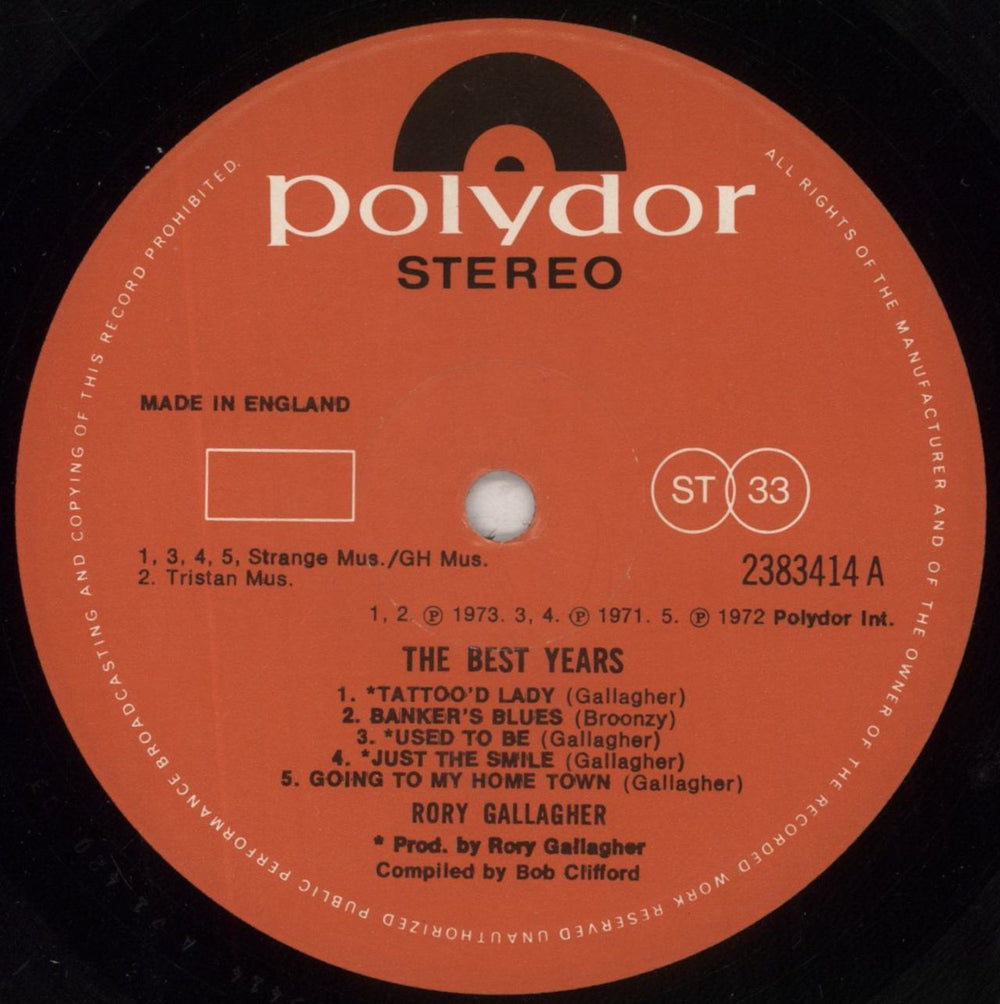 polydor
STEREO
ALL RIGHTS OF THE MANUFACTURER AND OF THE OWNER OF THE RECORDED WORK RESERVED UNAUTHORIZED PUBLIC PERFORMANCE BROADCASTING AND COPYING OF THIS RECORD PROHIBITED.
MADE IN ENGLAND
ST 33
1, 3, 4, 5, Strange Mus./GH Mus.
2. Tristan Mus.
2383414 A
1, 2. ℗ 1973. 3, 4. ℗ 1971. 5. ℗ 1972 Polydor Int.
THE BEST YEARS
1. *TATTOO'D LADY (Gallagher)
2. BANKER'S BLUES (Broonzy)
3. *USED TO BE (Gallagher)
4. *JUST THE SMILE (Gallagher)
5. GOING TO MY HOME TOWN (Gallagher)
RORY GALLAGHER
* Prod. by Rory Gallagher
Compiled by Bob Clifford